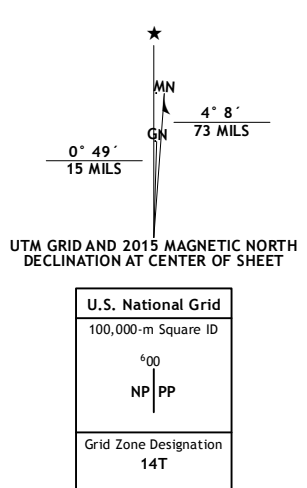 ★
MN
4° 8´
73 MILS
GN
0° 49´
15 MILS
UTM GRID AND 2015 MAGNETIC NORTH
DECLINATION AT CENTER OF SHEET
U.S. National Grid
100,000-m Square ID
⁶00
NP PP
Grid Zone Designation
14T